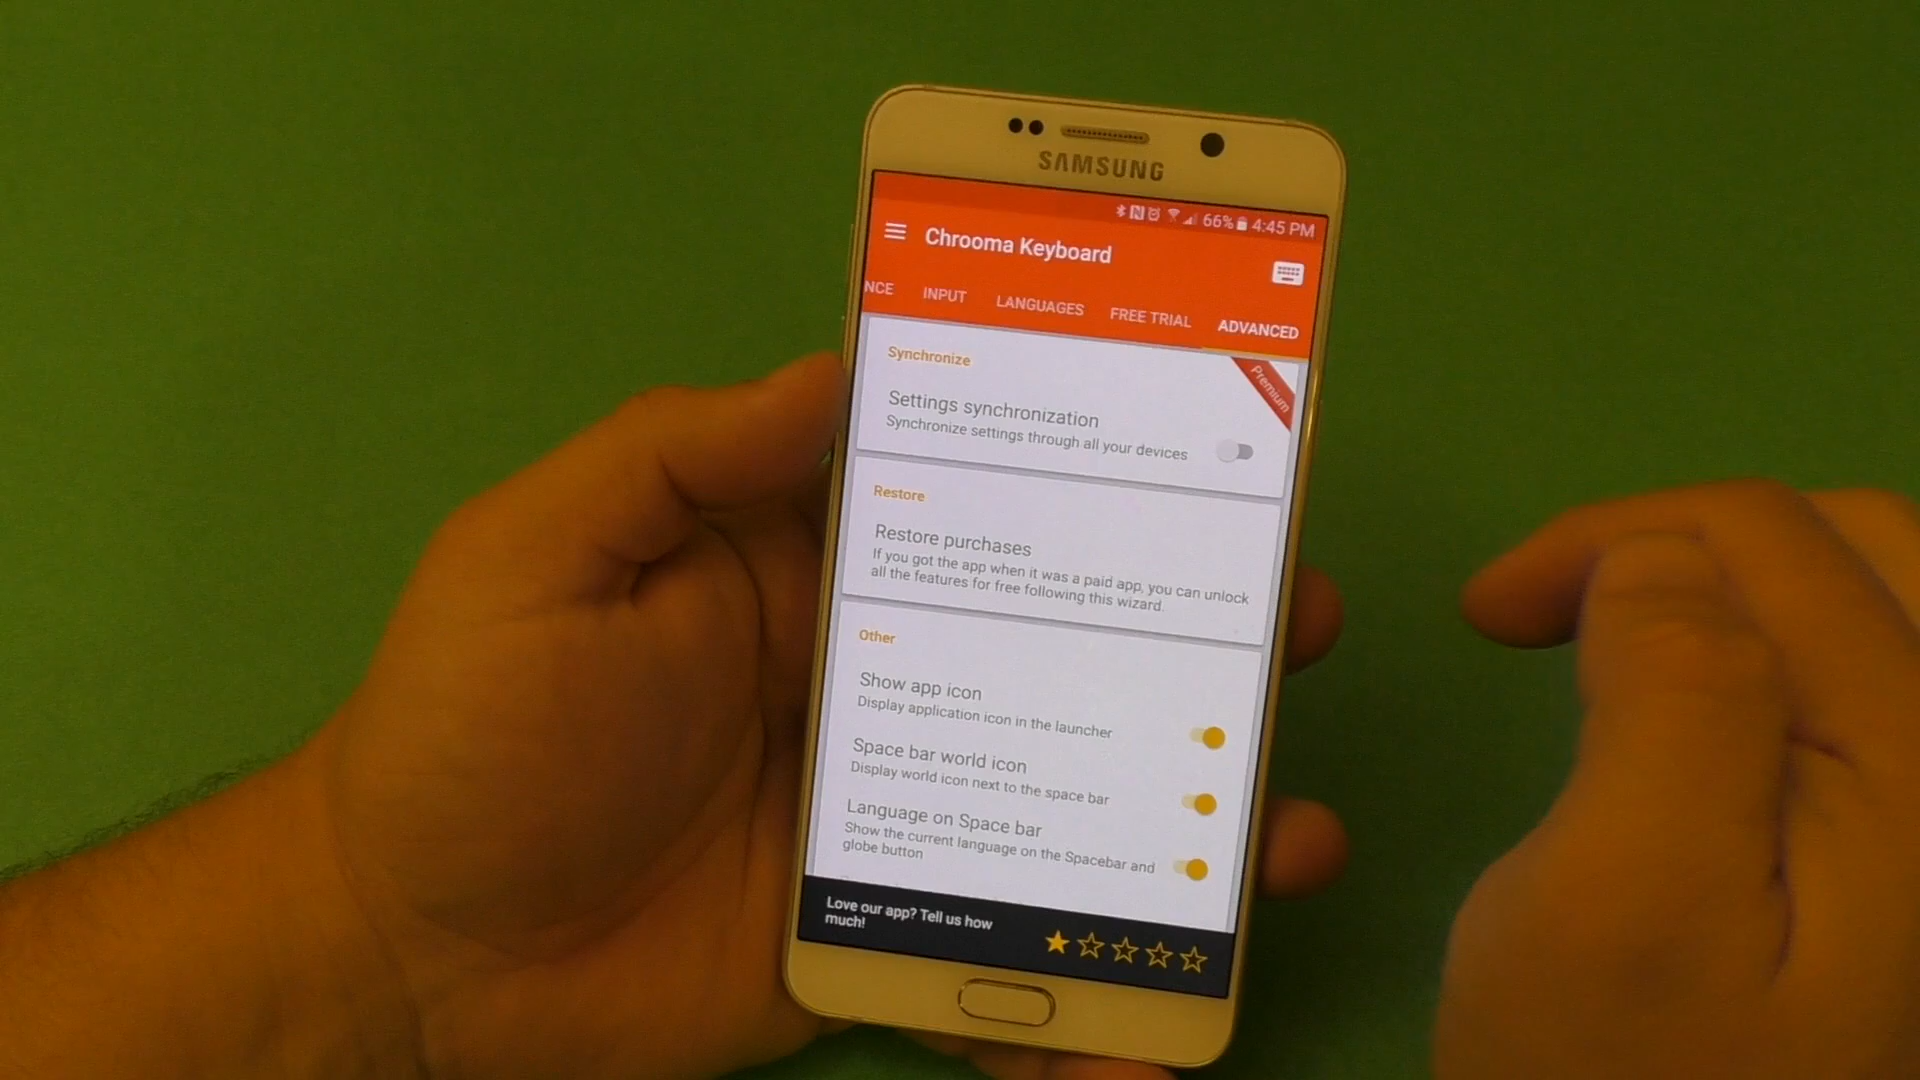 SAMSUNG
66% 4:45 PM
Chrooma Keyboard
NCE INPUT LANGUAGES FREE TRIAL ADVANCED
Synchronize
Premium
Settings synchronization
Synchronize settings through all your devices
Restore
Restore purchases
If you got the app when it was a paid app, you can unlock
all the features for free following this wizard.
Other
Show app icon
Display application icon in the launcher
Space bar world icon
Display world icon next to the space bar
Language on Space bar
Show the current language on the Spacebar and
globe button
Love our app? Tell us how
much!